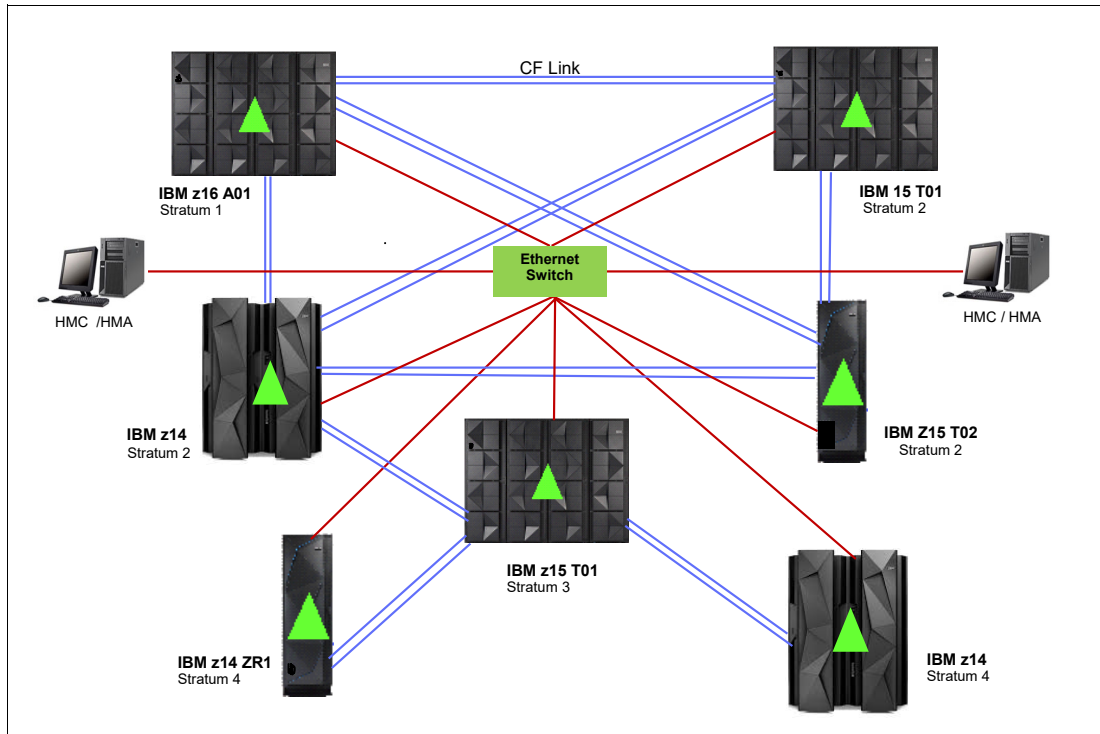 CF Link
IBM z16 A01
Stratum 1
IBM 15 T01
Stratum 2
Ethernet
Switch
HMC  /HMA
HMC / HMA
IBM z14
Stratum 2
IBM Z15 T02
Stratum 2
IBM z15 T01
Stratum 3
IBM z14 ZR1
Stratum 4
IBM z14
Stratum 4